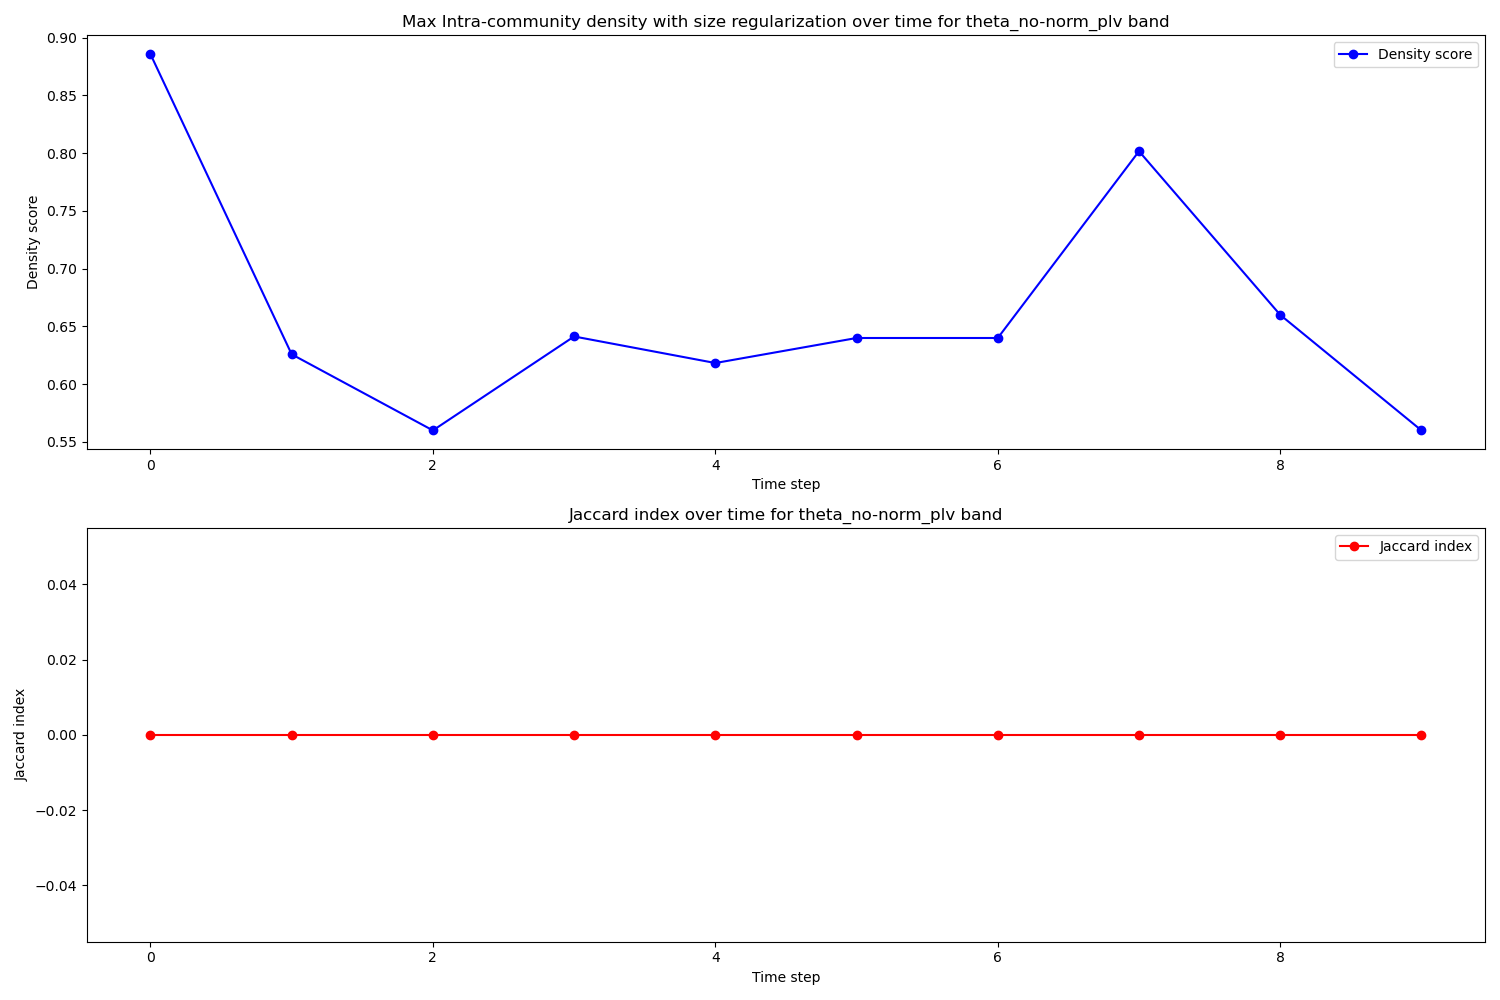 Max Intra-community density with size regularization over time for theta_no-norm_plv band
0.90
0.85
0.80
0.75
0.70
0.65
0.60
0.55
Density score
Density score
0 2 4 6 8
Time step
Jaccard index over time for theta_no-norm_plv band
0.04
0.02
0.00
−0.02
−0.04
Jaccard index
Jaccard index
0 2 4 6 8
Time step